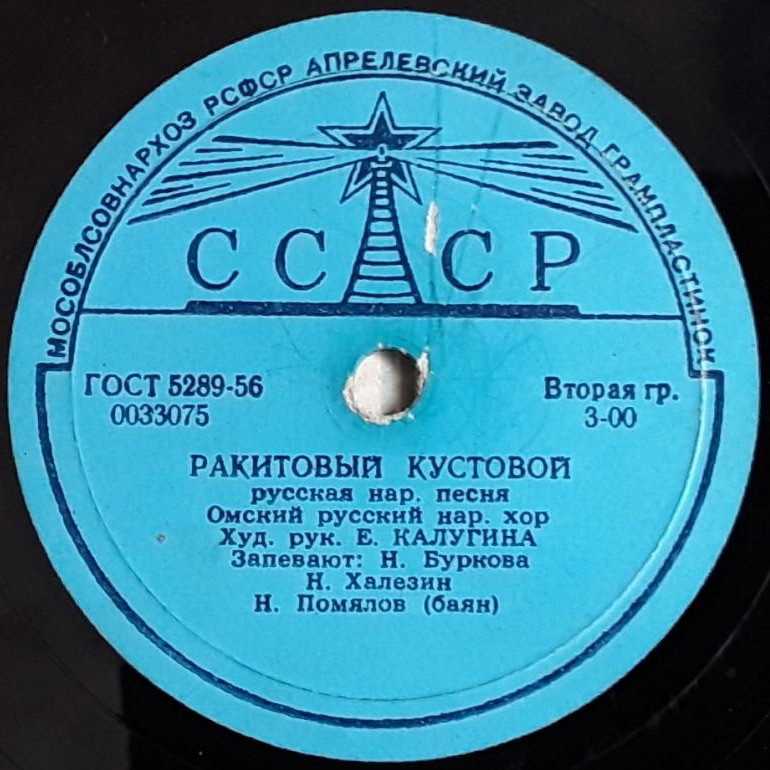 МОСОБЛСОВНАРХОЗ РСФСР АПРЕЛЕВСКИЙ ЗАВОД ГРАМПЛАСТИНОК
СССР
ГОСТ 5289-56
0033075
Вторая гр.
3-00
РАКИТОВЫЙ КУСТОВОЙ
русская нар. песня
Омский русский нар. хор
Худ. рук. Е. КАЛУГИНА
Запевают: Н. Буркова
Н. Халезин
Н. Помялов (баян)